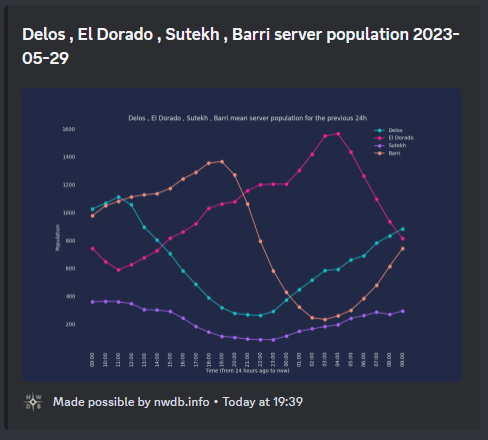 Delos , El Dorado , Sutekh , Barri server population 2023-
05-29
Delos , El Dorado , Sutekh , Barri mean server population for the previous 24h
Delos
El Dorado
Sutekh
Barri
Population
1600
1400
1200
1000
800
600
400
200
09:00 10:00 11:00 12:00 13:00 14:00 15:00 16:00 17:00 18:00 19:00 20:00 21:00 22:00 23:00 00:00 01:00 02:00 03:00 04:00 05:00 06:00 07:00 08:00 09:00
Time (from 24 hours ago to now)
N W
D B
Made possible by nwdb.info • Today at 19:39